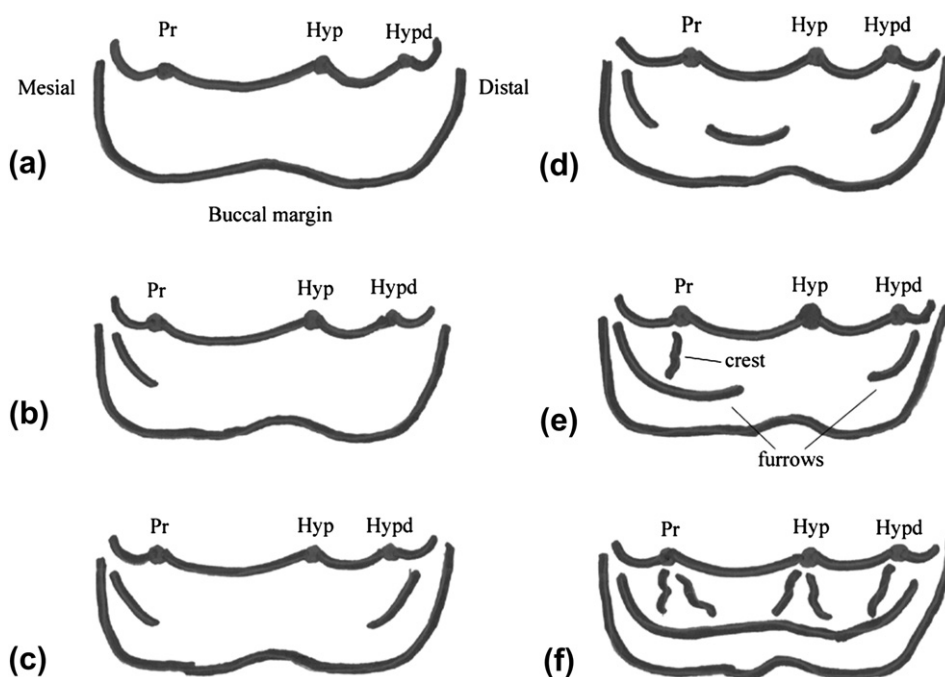 Pr Hyp Hypd
Mesial Distal
(a)
Buccal margin
Pr Hyp Hypd
(b)
Pr Hyp Hypd
(c)
Pr Hyp Hypd
(d)
Pr Hyp Hypd
crest
(e)
furrows
Pr Hyp Hypd
(f)